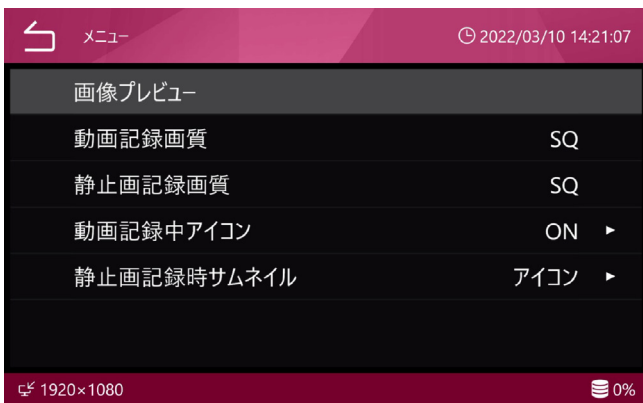 メニュー 2022/03/10 14:21:07
画像プレビュー
動画記録画質 SQ
静止画記録画質 SQ
動画記録中アイコン ON ►
静止画記録時サムネイル アイコン ►
1920×1080 0%